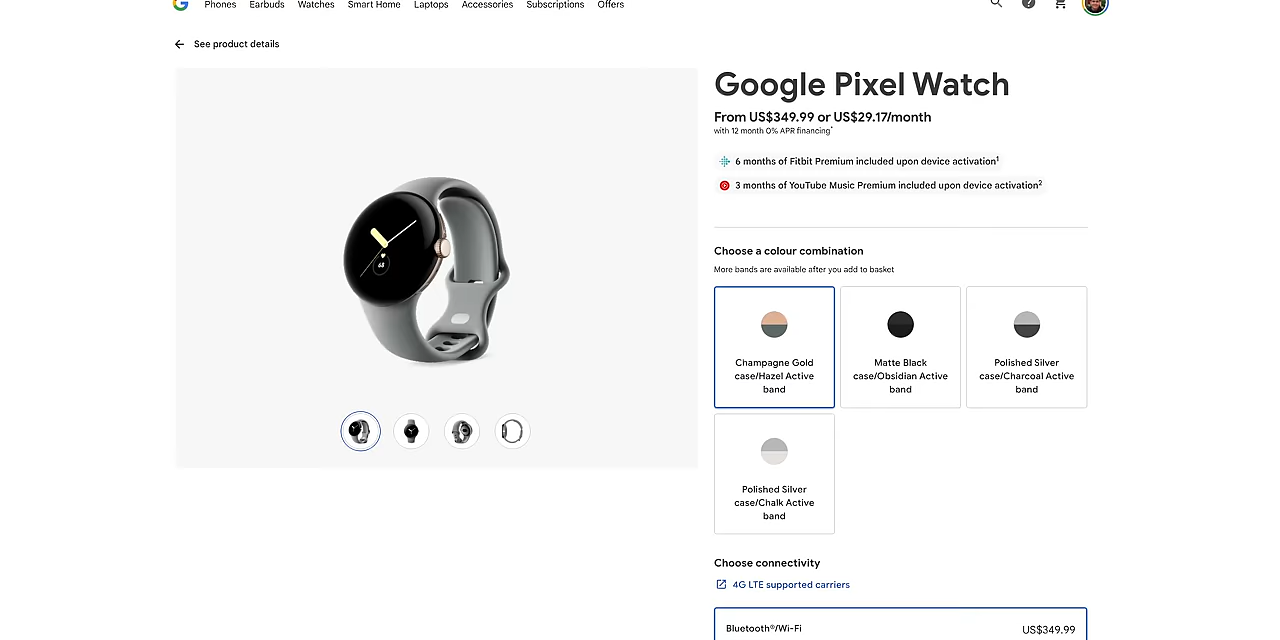 Phones Earbuds Watches Smart Home Laptops Accessories Subscriptions Offers
See product details
Google Pixel Watch
From US$349.99 or US$29.17/month
with 12 month 0% APR financing*
6 months of Fitbit Premium included upon device activation¹
3 months of YouTube Music Premium included upon device activation²
Choose a colour combination
More bands are available after you add to basket
Champagne Gold
case/Hazel Active
band
Matte Black
case/Obsidian Active
band
Polished Silver
case/Charcoal Active
band
Polished Silver
case/Chalk Active
band
Choose connectivity
4G LTE supported carriers
Bluetooth®/Wi-Fi US$349.99